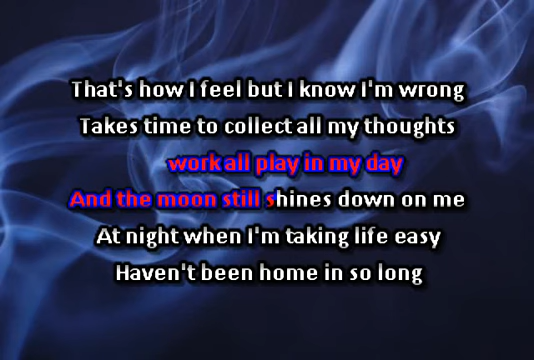 That's how I feel but I know I'm wrong
Takes time to collect all my thoughts
work all play in my day
And the moon still shines down on me
At night when I'm taking life easy
Haven't been home in so long